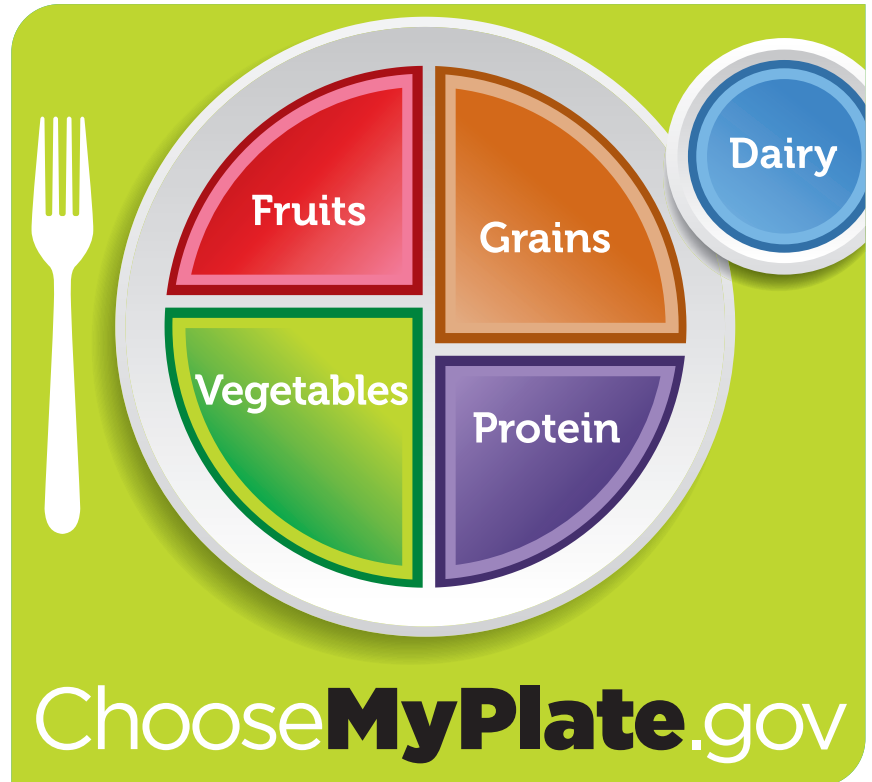 Fruits
Grains
Dairy
Vegetables
Protein
ChooseMyPlate.gov